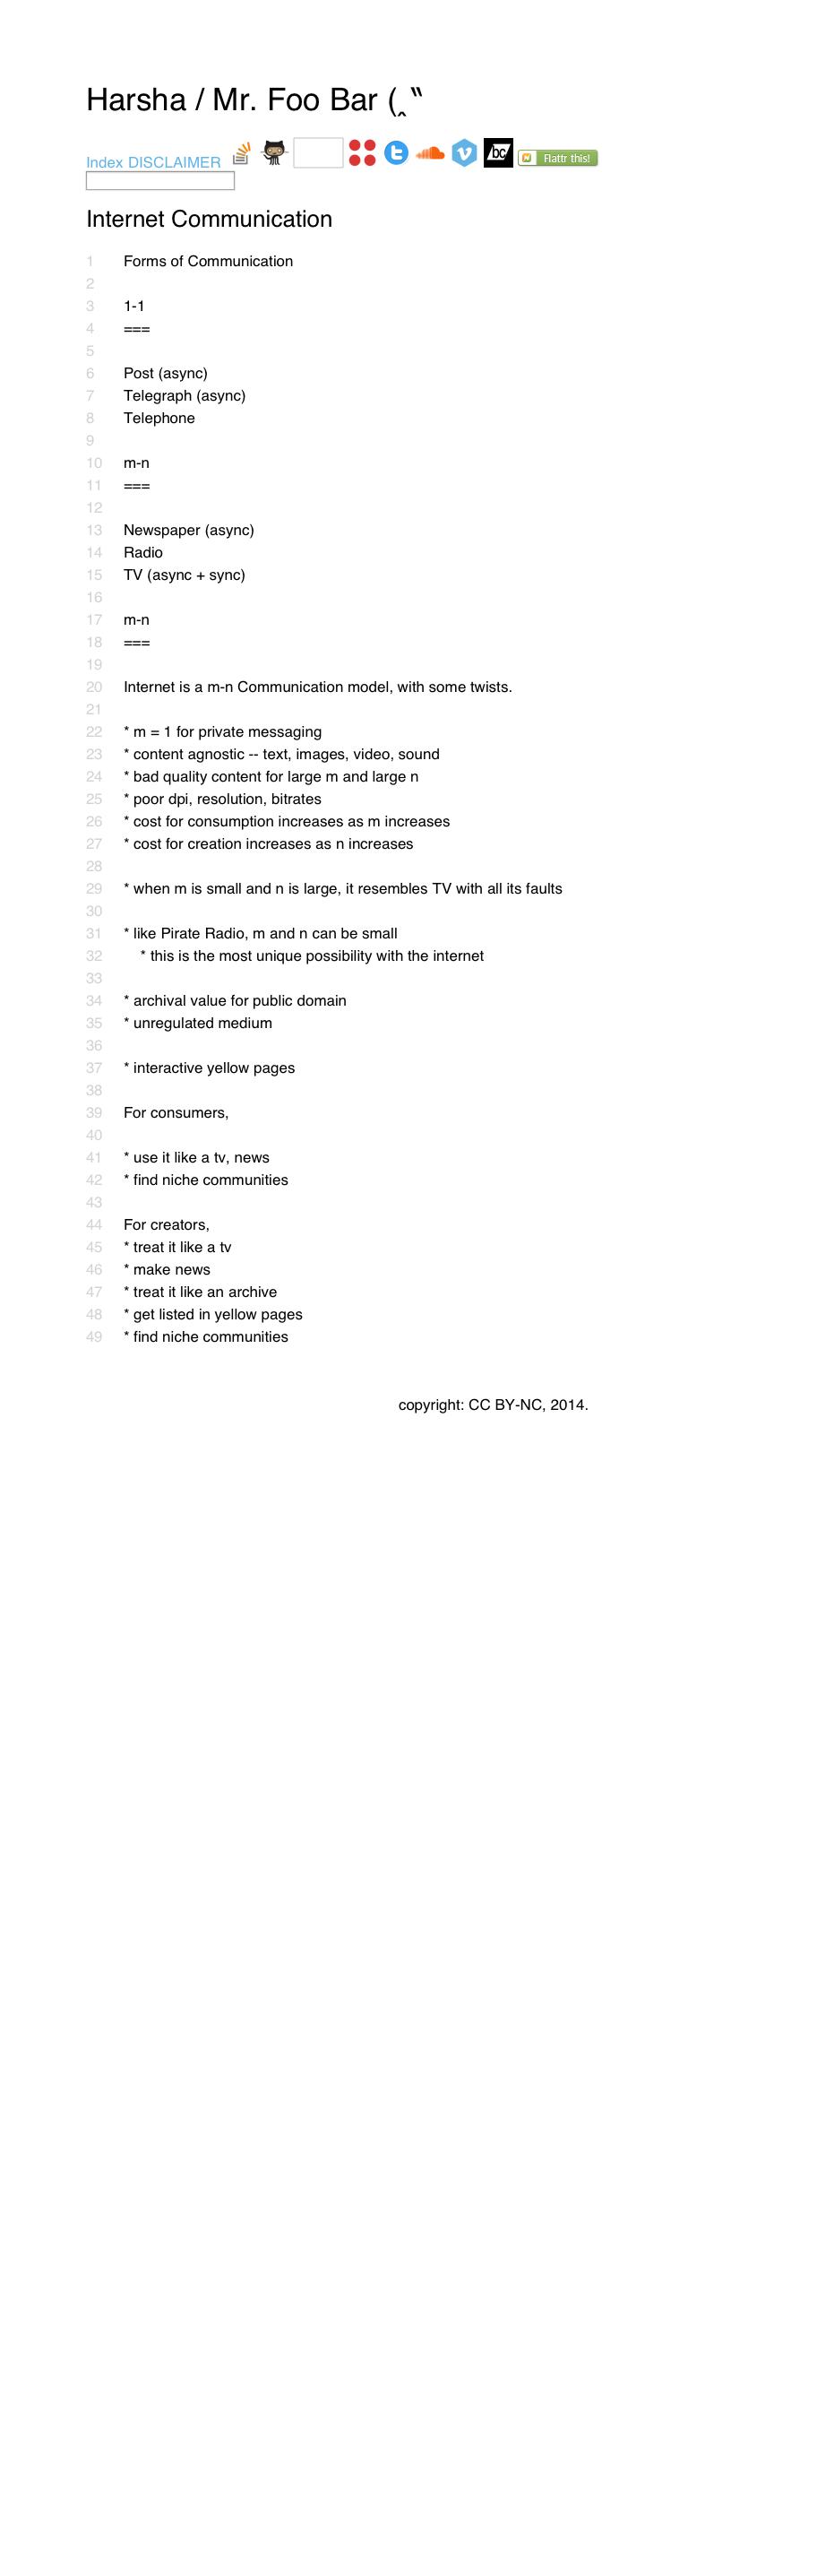 Harsha / Mr. Foo Bar (‸‶
Index DISCLAIMER bc Flattr this!
Internet Communication
1 Forms of Communication
2
3 1-1
4 ===
5
6 Post (async)
7 Telegraph (async)
8 Telephone
9
10 m-n
11 ===
12
13 Newspaper (async)
14 Radio
15 TV (async + sync)
16
17 m-n
18 ===
19
20 Internet is a m-n Communication model, with some twists.
21
22 * m = 1 for private messaging
23 * content agnostic -- text, images, video, sound
24 * bad quality content for large m and large n
25 * poor dpi, resolution, bitrates
26 * cost for consumption increases as m increases
27 * cost for creation increases as n increases
28
29 * when m is small and n is large, it resembles TV with all its faults
30
31 * like Pirate Radio, m and n can be small
32 * this is the most unique possibility with the internet
33
34 * archival value for public domain
35 * unregulated medium
36
37 * interactive yellow pages
38
39 For consumers,
40
41 * use it like a tv, news
42 * find niche communities
43
44 For creators,
45 * treat it like a tv
46 * make news
47 * treat it like an archive
48 * get listed in yellow pages
49 * find niche communities
copyright: CC BY-NC, 2014.